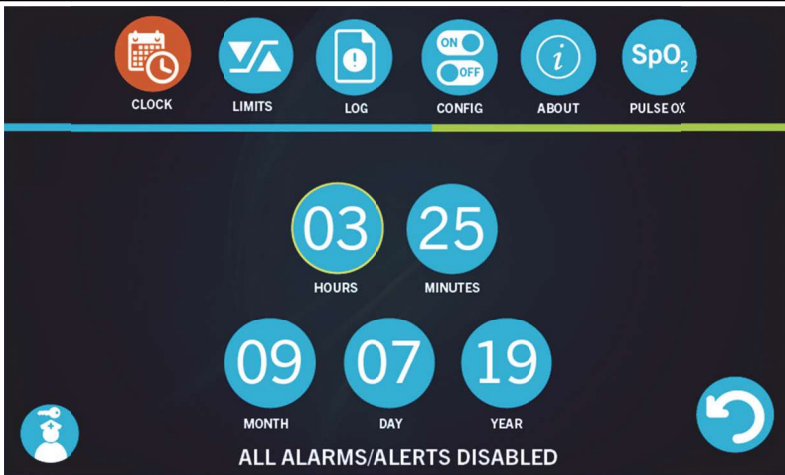 ON
OFF
i
SpO₂
CLOCK
LIMITS
LOG
CONFIG
ABOUT
PULSE OX
03
25
HOURS
MINUTES
09
07
19
MONTH
DAY
YEAR
ALL ALARMS/ALERTS DISABLED